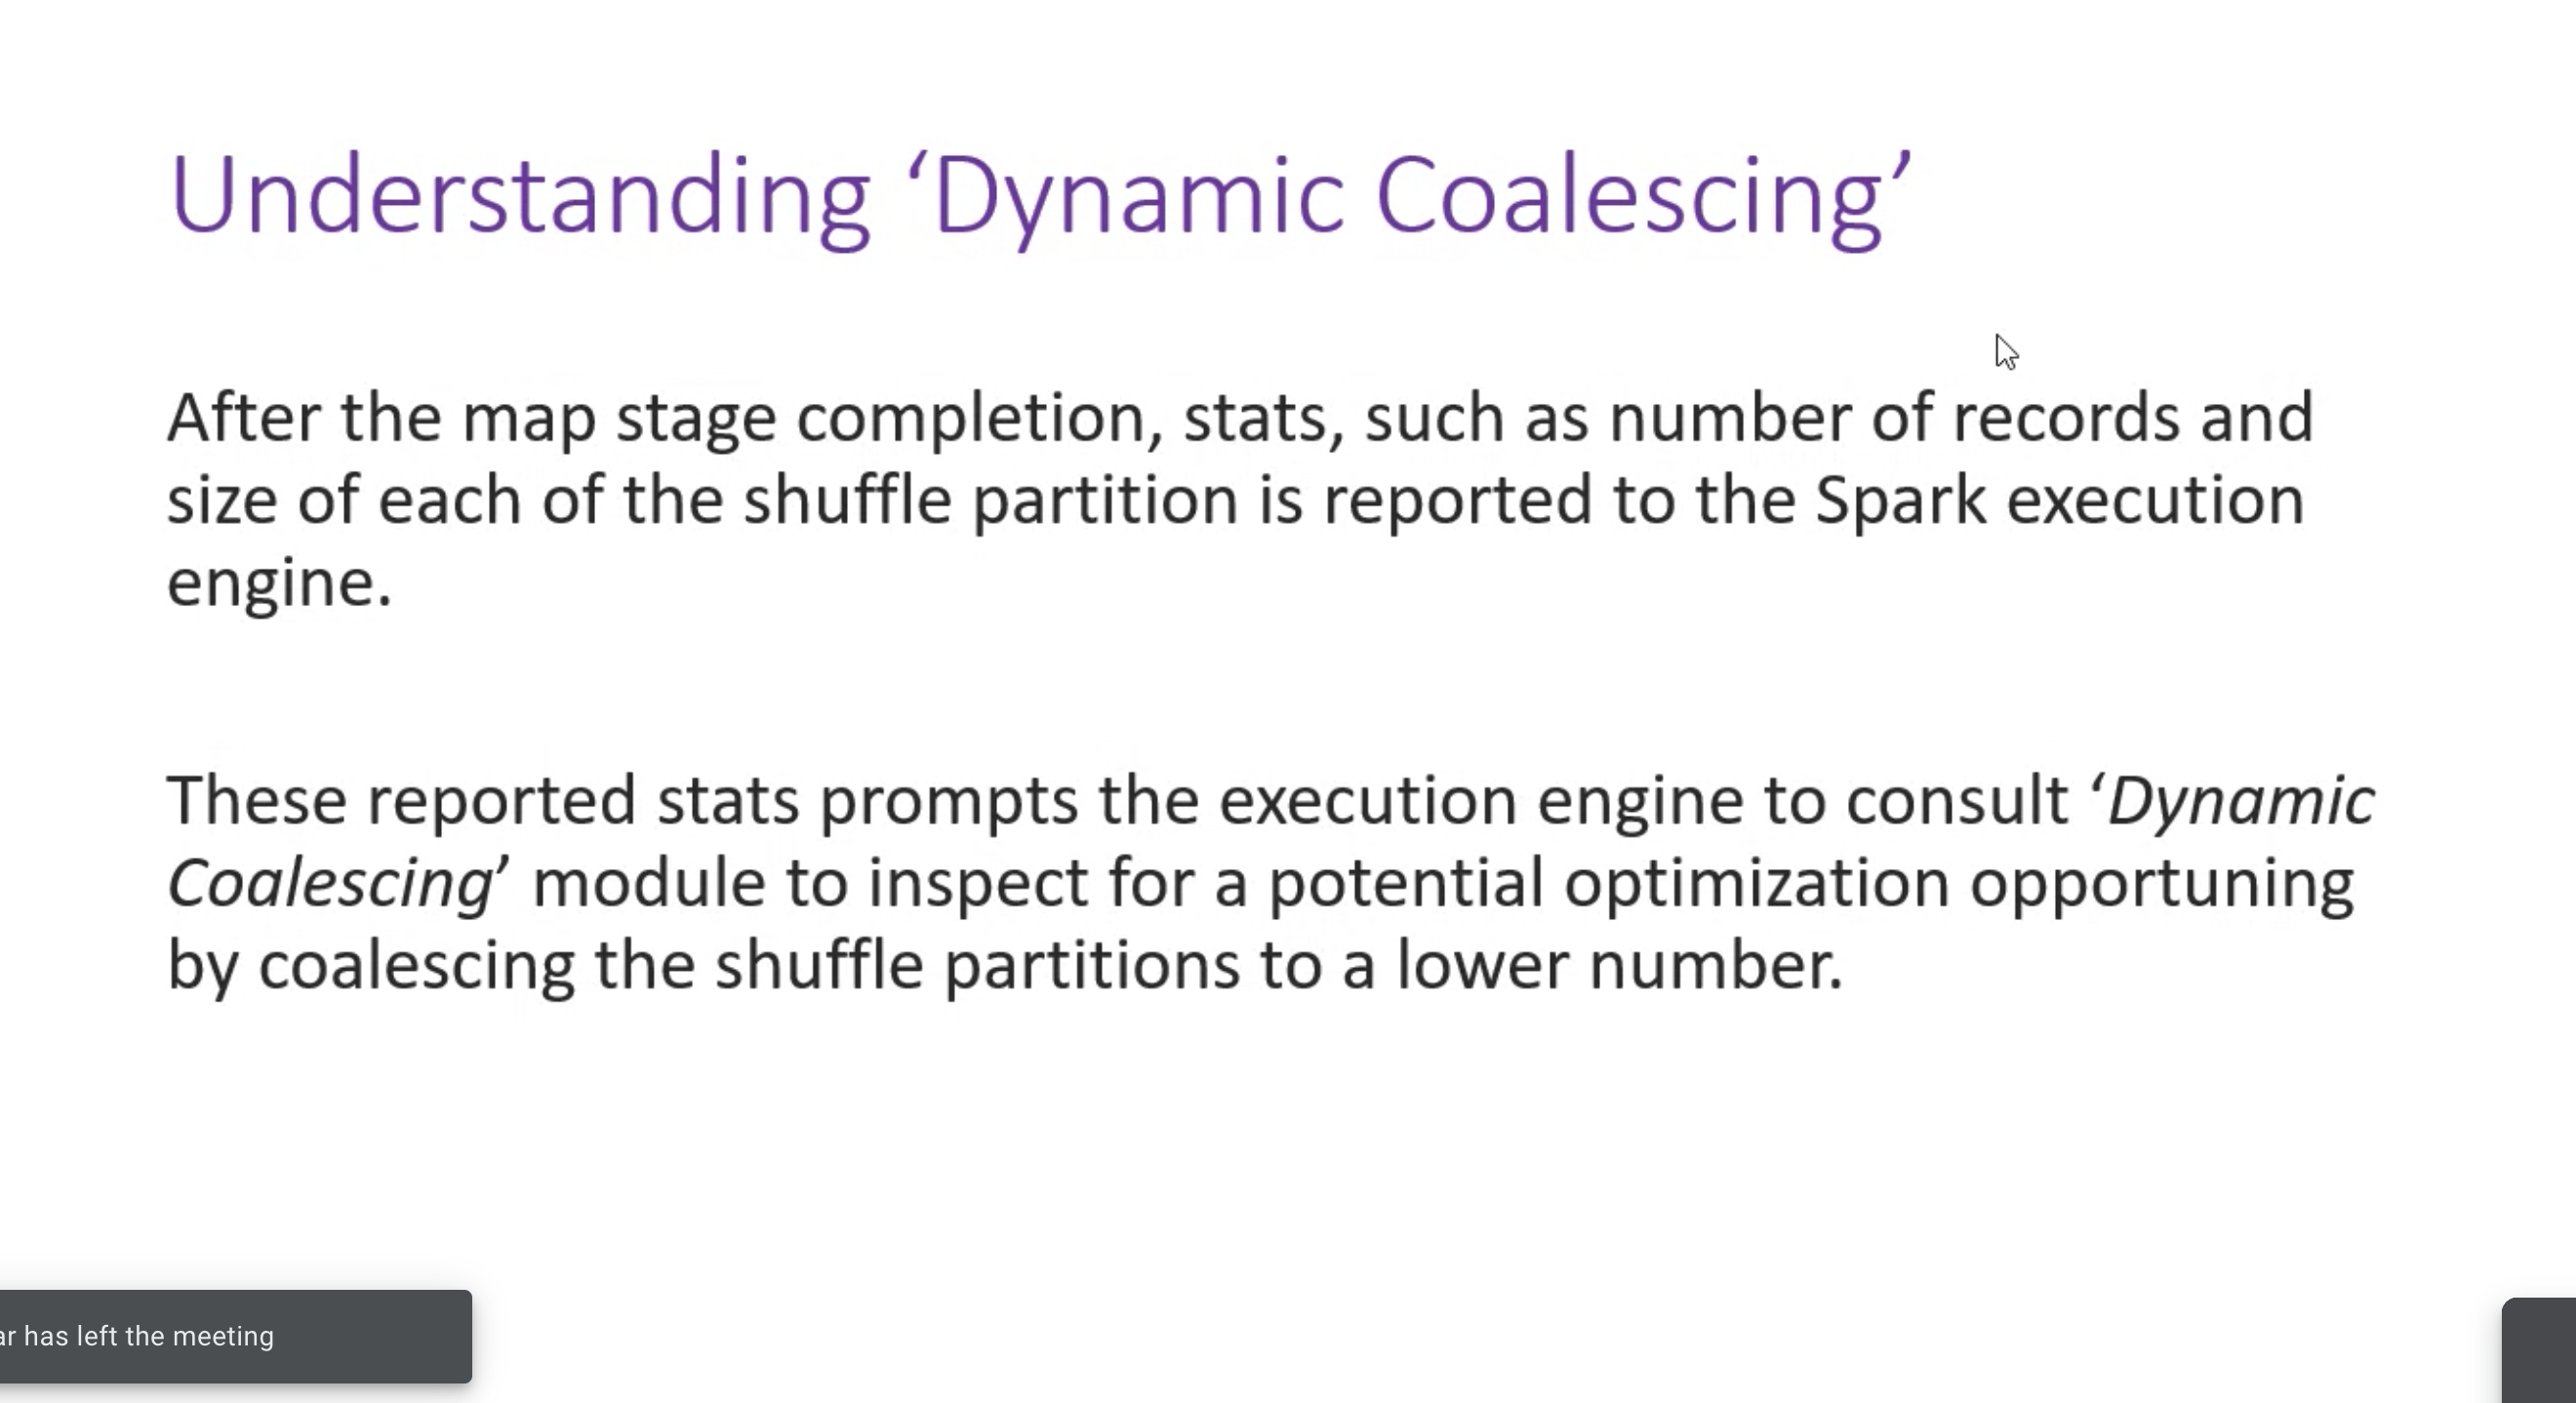 Understanding ‘Dynamic Coalescing’
After the map stage completion, stats, such as number of records and
size of each of the shuffle partition is reported to the Spark execution
engine.
These reported stats prompts the execution engine to consult ‘Dynamic
Coalescing’ module to inspect for a potential optimization opportuning
by coalescing the shuffle partitions to a lower number.
has left the meeting